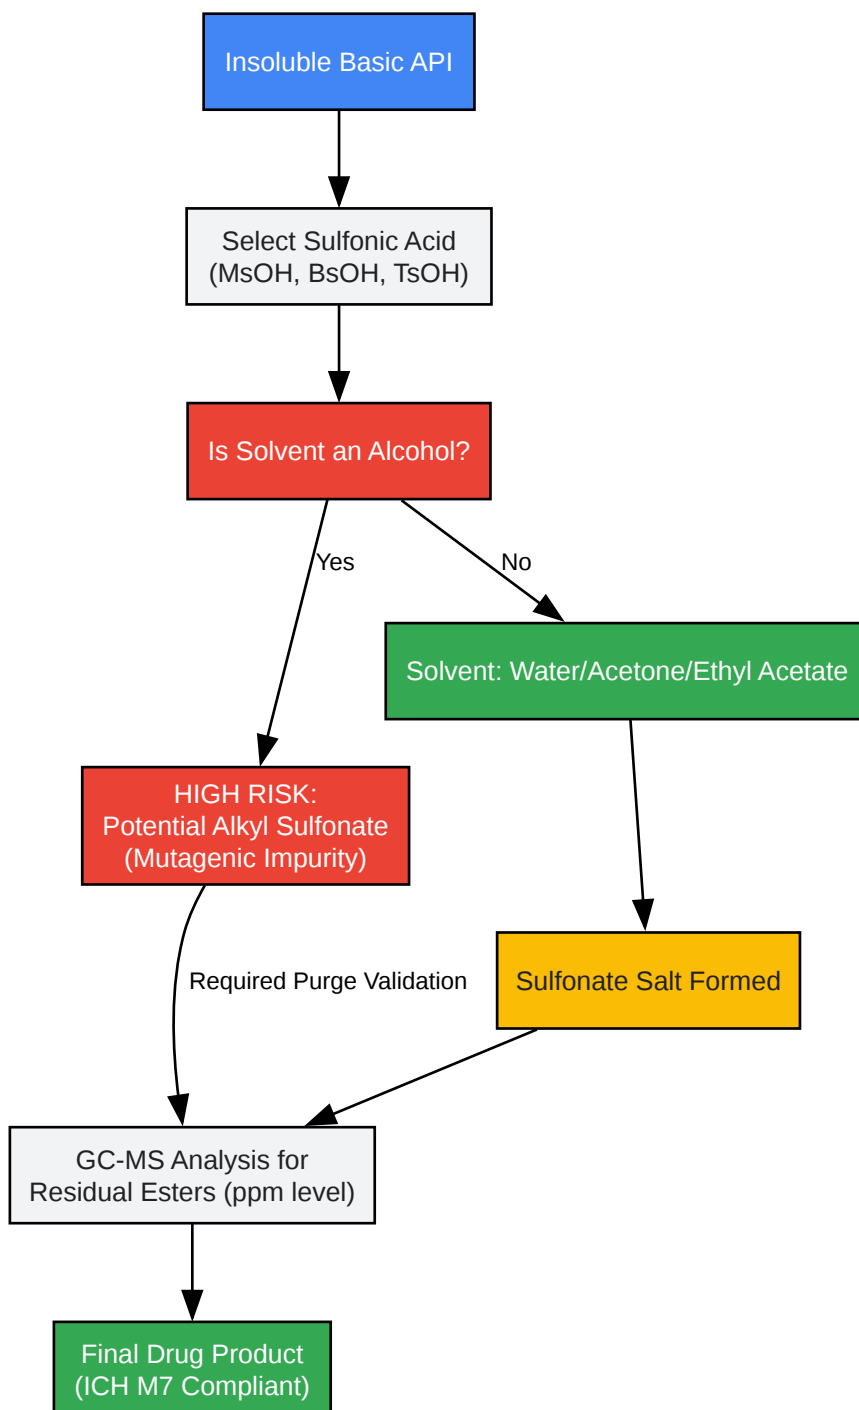 Insoluble Basic API
Select Sulfonic Acid
(MsOH, BsOH, TsOH)
Is Solvent an Alcohol?
Yes
No
Solvent: Water/Acetone/Ethyl Acetate
HIGH RISK:
Potential Alkyl Sulfonate
(Mutagenic Impurity)
Required Purge Validation
Sulfonate Salt Formed
GC-MS Analysis for
Residual Esters (ppm level)
Final Drug Product
(ICH M7 Compliant)